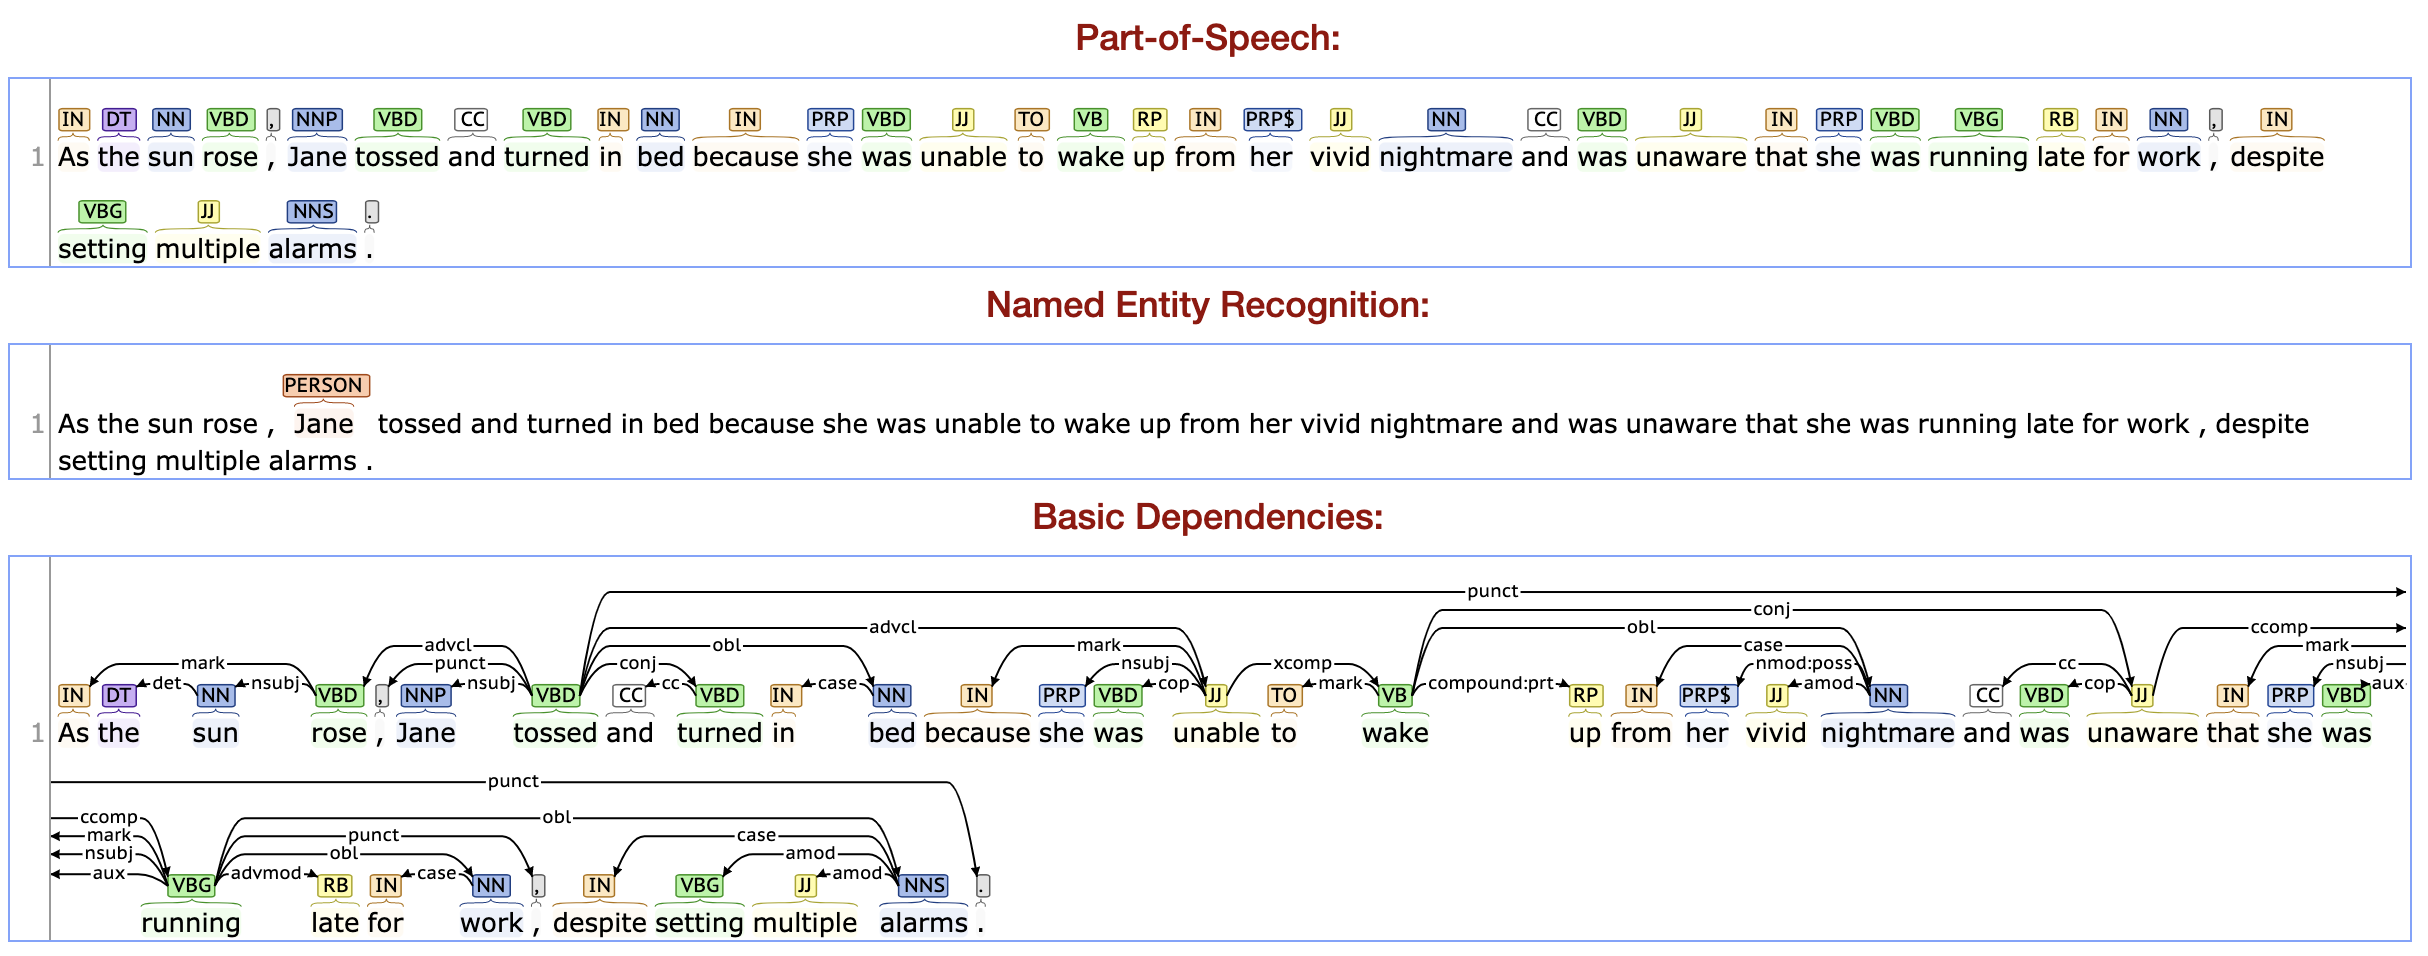 Part-of-Speech:
IN DT NN VBD , NNP VBD CC VBD IN NN IN PRP VBD JJ TO VB RP IN PRP$ JJ NN CC VBD JJ IN PRP VBD VBG RB IN NN , IN
1 As the sun rose , Jane tossed and turned in bed because she was unable to wake up from her vivid nightmare and was unaware that she was running late for work , despite
VBG JJ NNS .
setting multiple alarms .
Named Entity Recognition:
PERSON
1 As the sun rose , Jane tossed and turned in bed because she was unable to wake up from her vivid nightmare and was unaware that she was running late for work , despite
setting multiple alarms .
Basic Dependencies:
punct
conj
advcl obl ccomp
advcl obl mark case mark
mark punct conj nsubj xcomp nmod:poss cc nsubj
det nsubj nsubj cc case cop mark compound:prt amod cop aux
IN DT NN VBD , NNP VBD CC VBD IN NN IN PRP VBD JJ TO VB RP IN PRP$ JJ NN CC VBD JJ IN PRP VBD
1 As the sun rose , Jane tossed and turned in bed because she was unable to wake up from her vivid nightmare and was unaware that she was
punct
ccomp obl
mark punct case
nsubj obl amod
aux advmod case amod
VBG RB IN NN , IN VBG JJ NNS .
running late for work , despite setting multiple alarms .